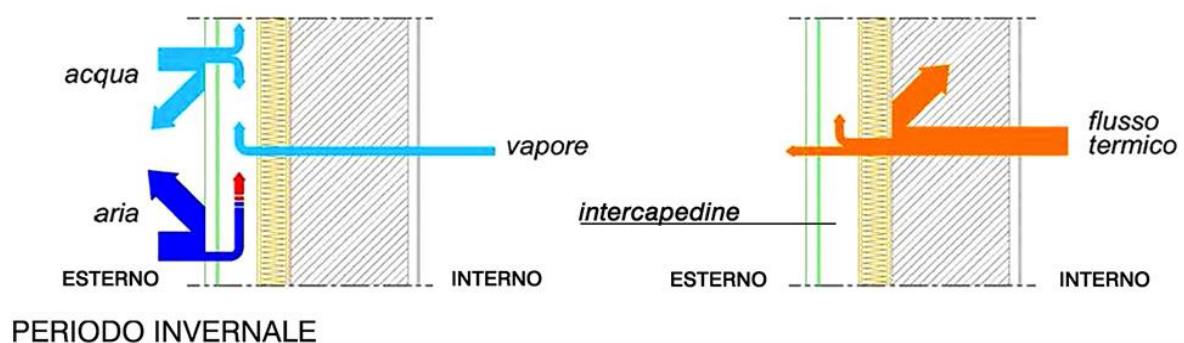 acqua
vapore
aria
ESTERNO
INTERNO
flusso
termico
intercapedine
ESTERNO
INTERNO
PERIODO INVERNALE